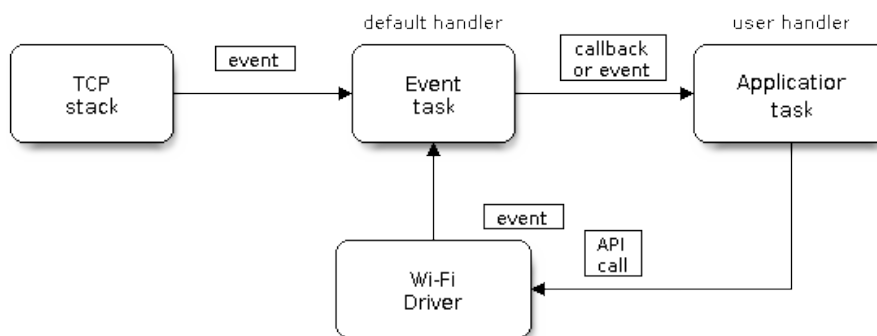 default handler
user handler
event
callback
or event
TCP
stack
Event
task
Application
task
event
API
call
Wi-Fi
Driver